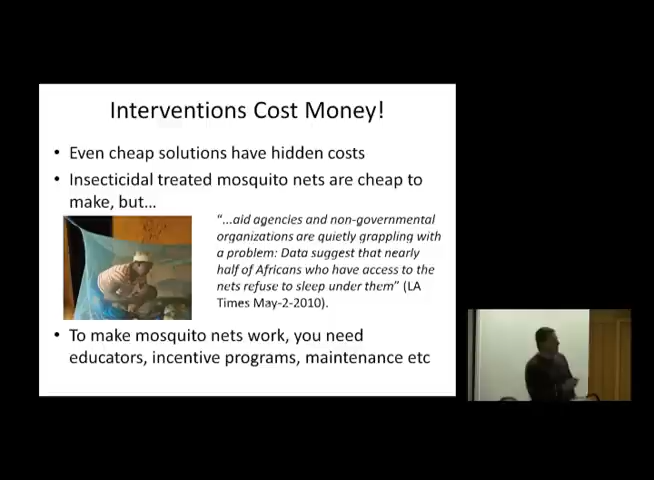 Interventions Cost Money!
• Even cheap solutions have hidden costs
• Insecticidal treated mosquito nets are cheap to
make, but…
“…aid agencies and non-governmental
organizations are quietly grappling with
a problem: Data suggest that nearly
half of Africans who have access to the
nets refuse to sleep under them” (LA
Times May-2-2010).
• To make mosquito nets work, you need
educators, incentive programs, maintenance etc